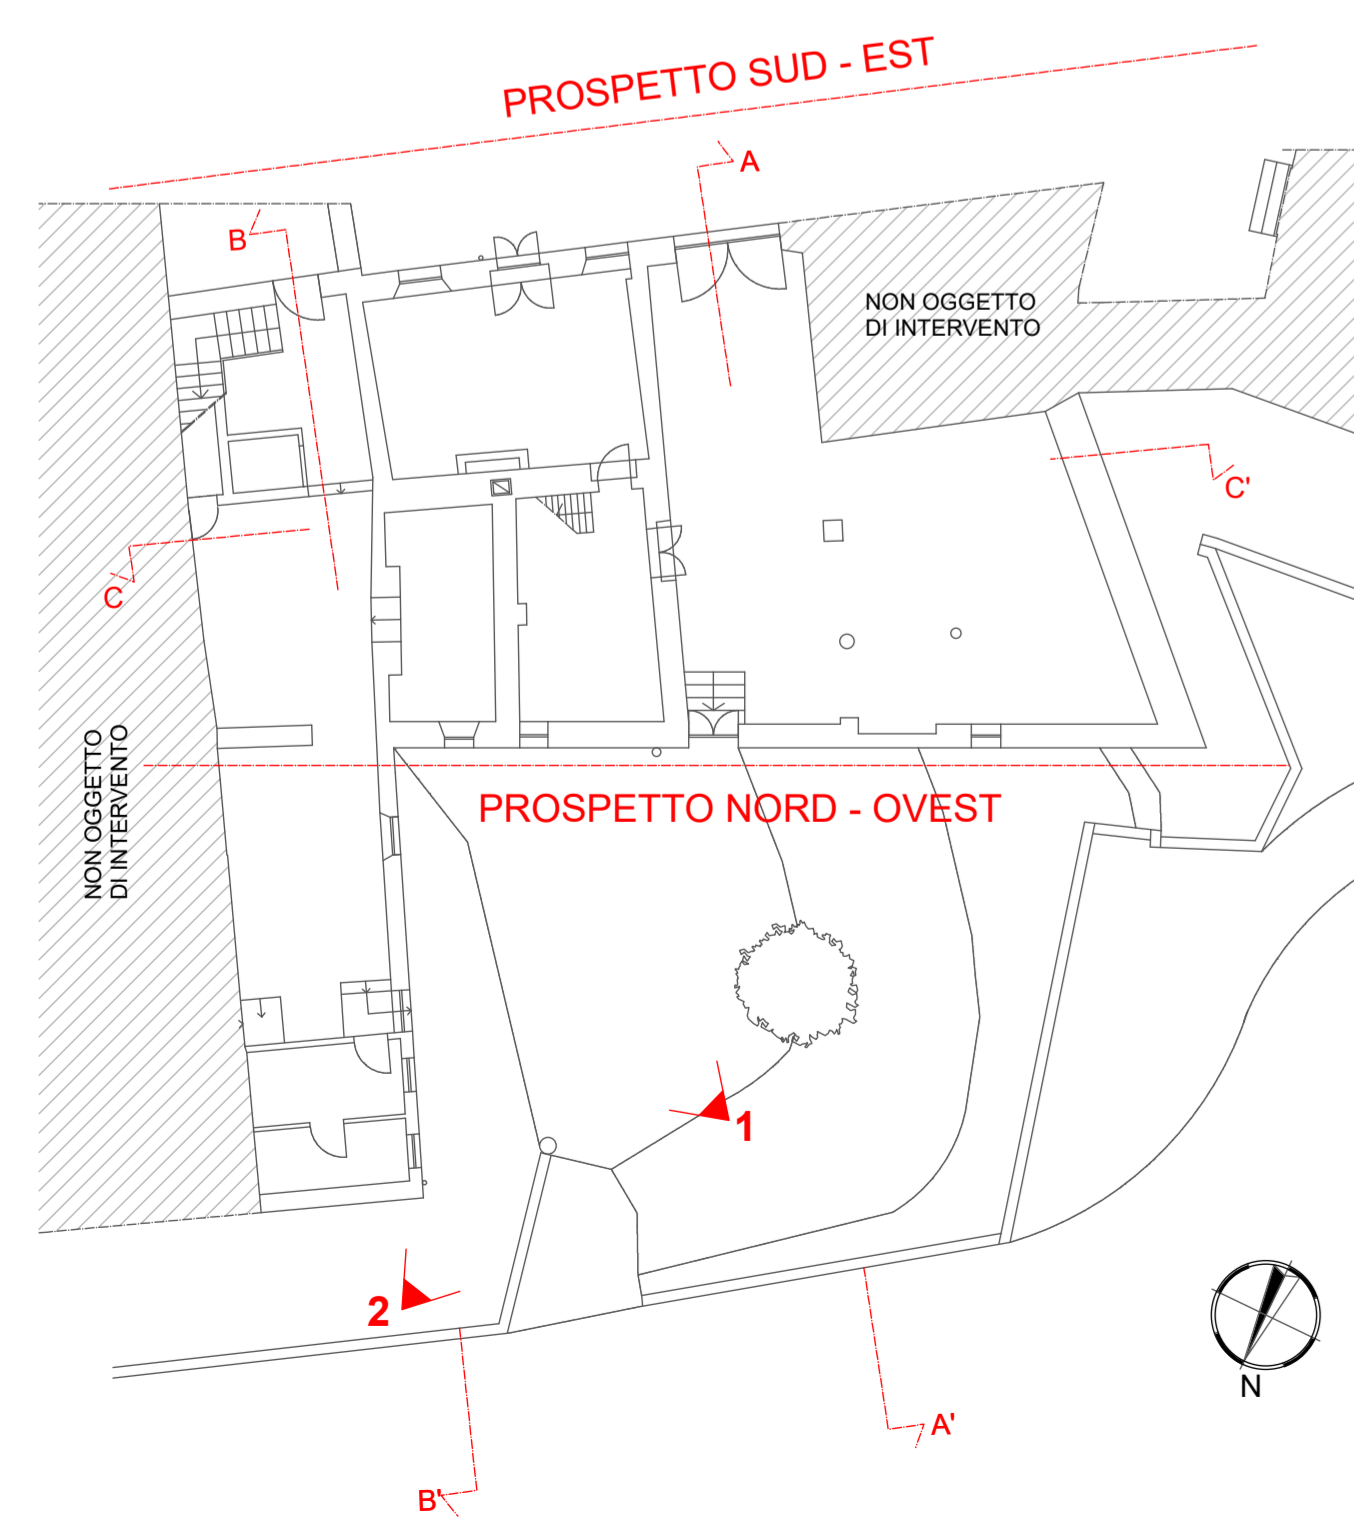 PROSPETTO SUD - EST
A
B
NON OGGETTO
DI INTERVENTO
C'
C
NON OGGETTO
DI INTERVENTO
PROSPETTO NORD - OVEST
1
2
N
A'
B'